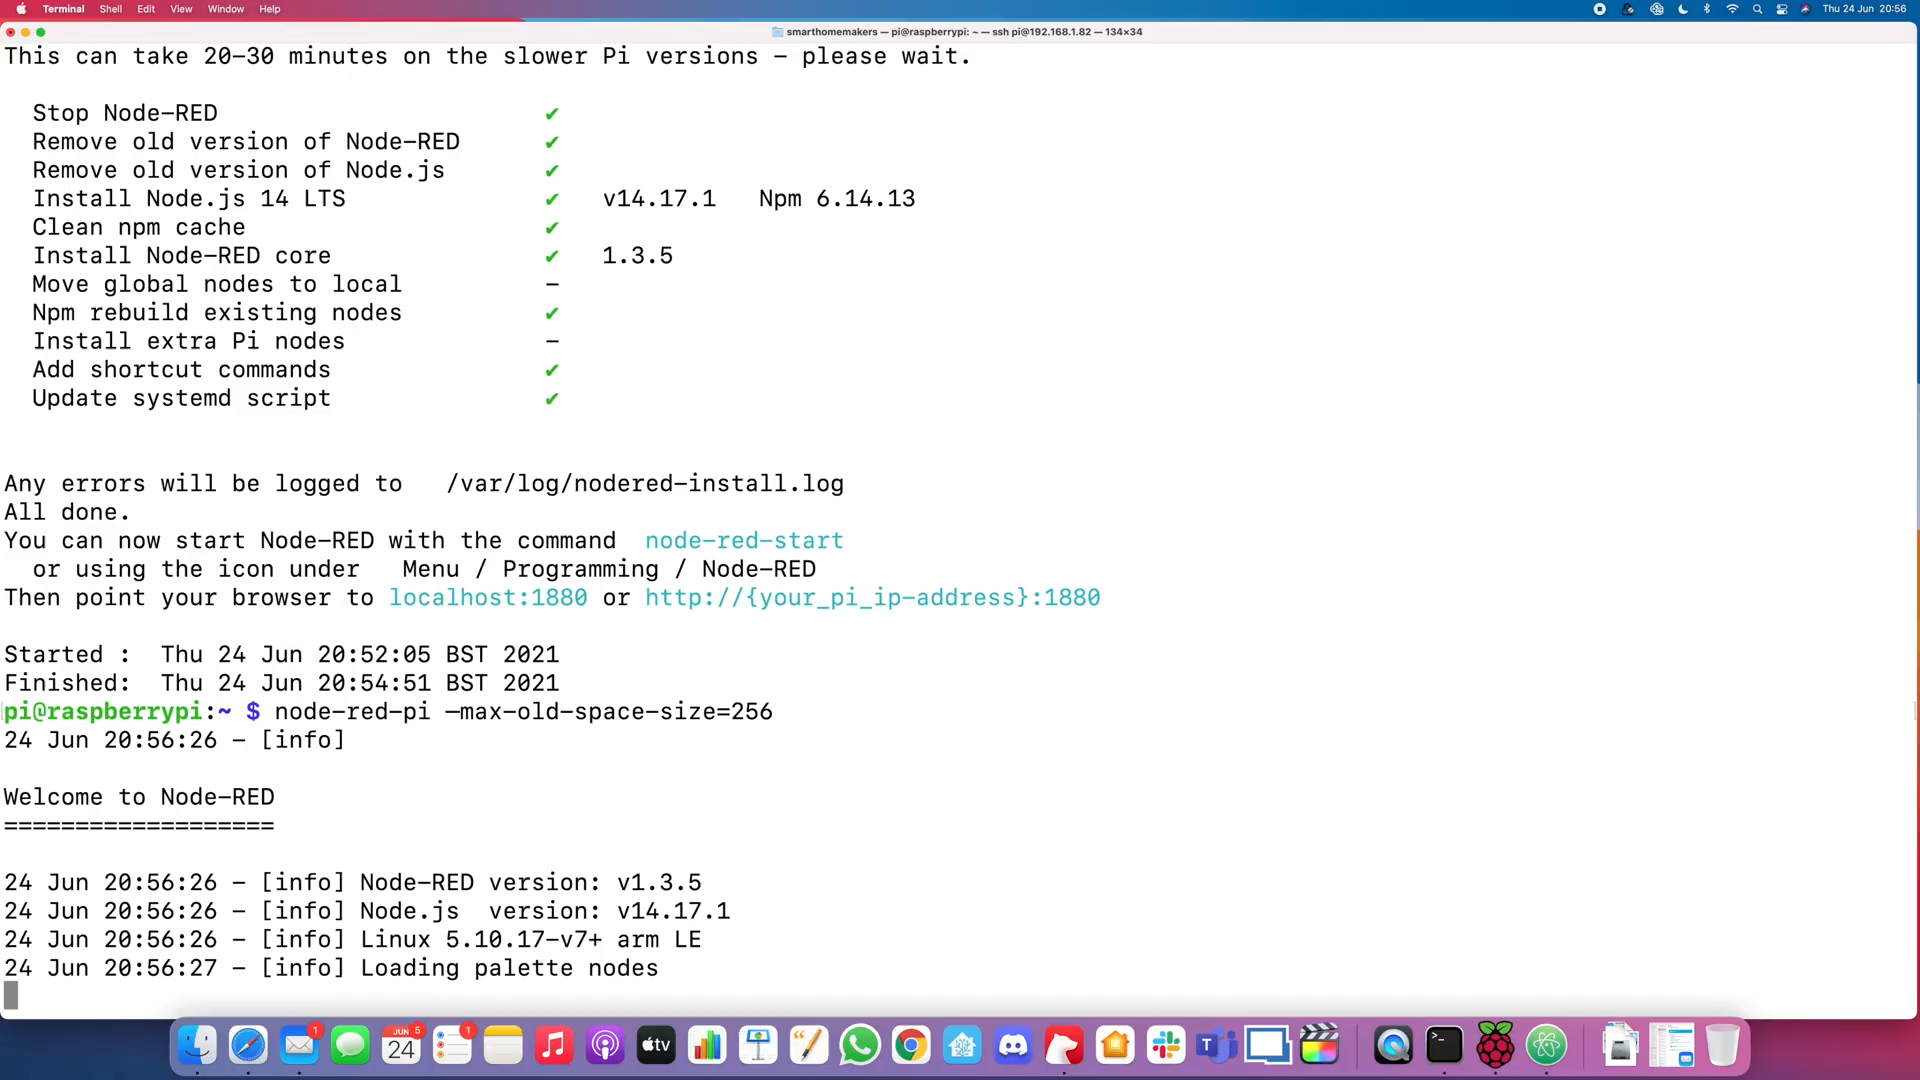 Terminal Shell Edit View Window Help Thu 24 Jun 20:56
smarthomemakers — pi@raspberrypi: ~ — ssh pi@192.168.1.82 — 134×34
This can take 20-30 minutes on the slower Pi versions - please wait.
Stop Node-RED ✔
Remove old version of Node-RED ✔
Remove old version of Node.js ✔
Install Node.js 14 LTS ✔ v14.17.1 Npm 6.14.13
Clean npm cache ✔
Install Node-RED core ✔ 1.3.5
Move global nodes to local -
Npm rebuild existing nodes ✔
Install extra Pi nodes -
Add shortcut commands ✔
Update systemd script ✔
Any errors will be logged to /var/log/nodered-install.log
All done.
You can now start Node-RED with the command node-red-start
or using the icon under Menu / Programming / Node-RED
Then point your browser to localhost:1880 or http://{your_pi_ip-address}:1880
Started : Thu 24 Jun 20:52:05 BST 2021
Finished: Thu 24 Jun 20:54:51 BST 2021
pi@raspberrypi:~ $ node-red-pi —max-old-space-size=256
24 Jun 20:56:26 - [info]
Welcome to Node-RED
===================
24 Jun 20:56:26 - [info] Node-RED version: v1.3.5
24 Jun 20:56:26 - [info] Node.js version: v14.17.1
24 Jun 20:56:26 - [info] Linux 5.10.17-v7+ arm LE
24 Jun 20:56:27 - [info] Loading palette nodes
1
JUN 5
24
1
tv
T
>_